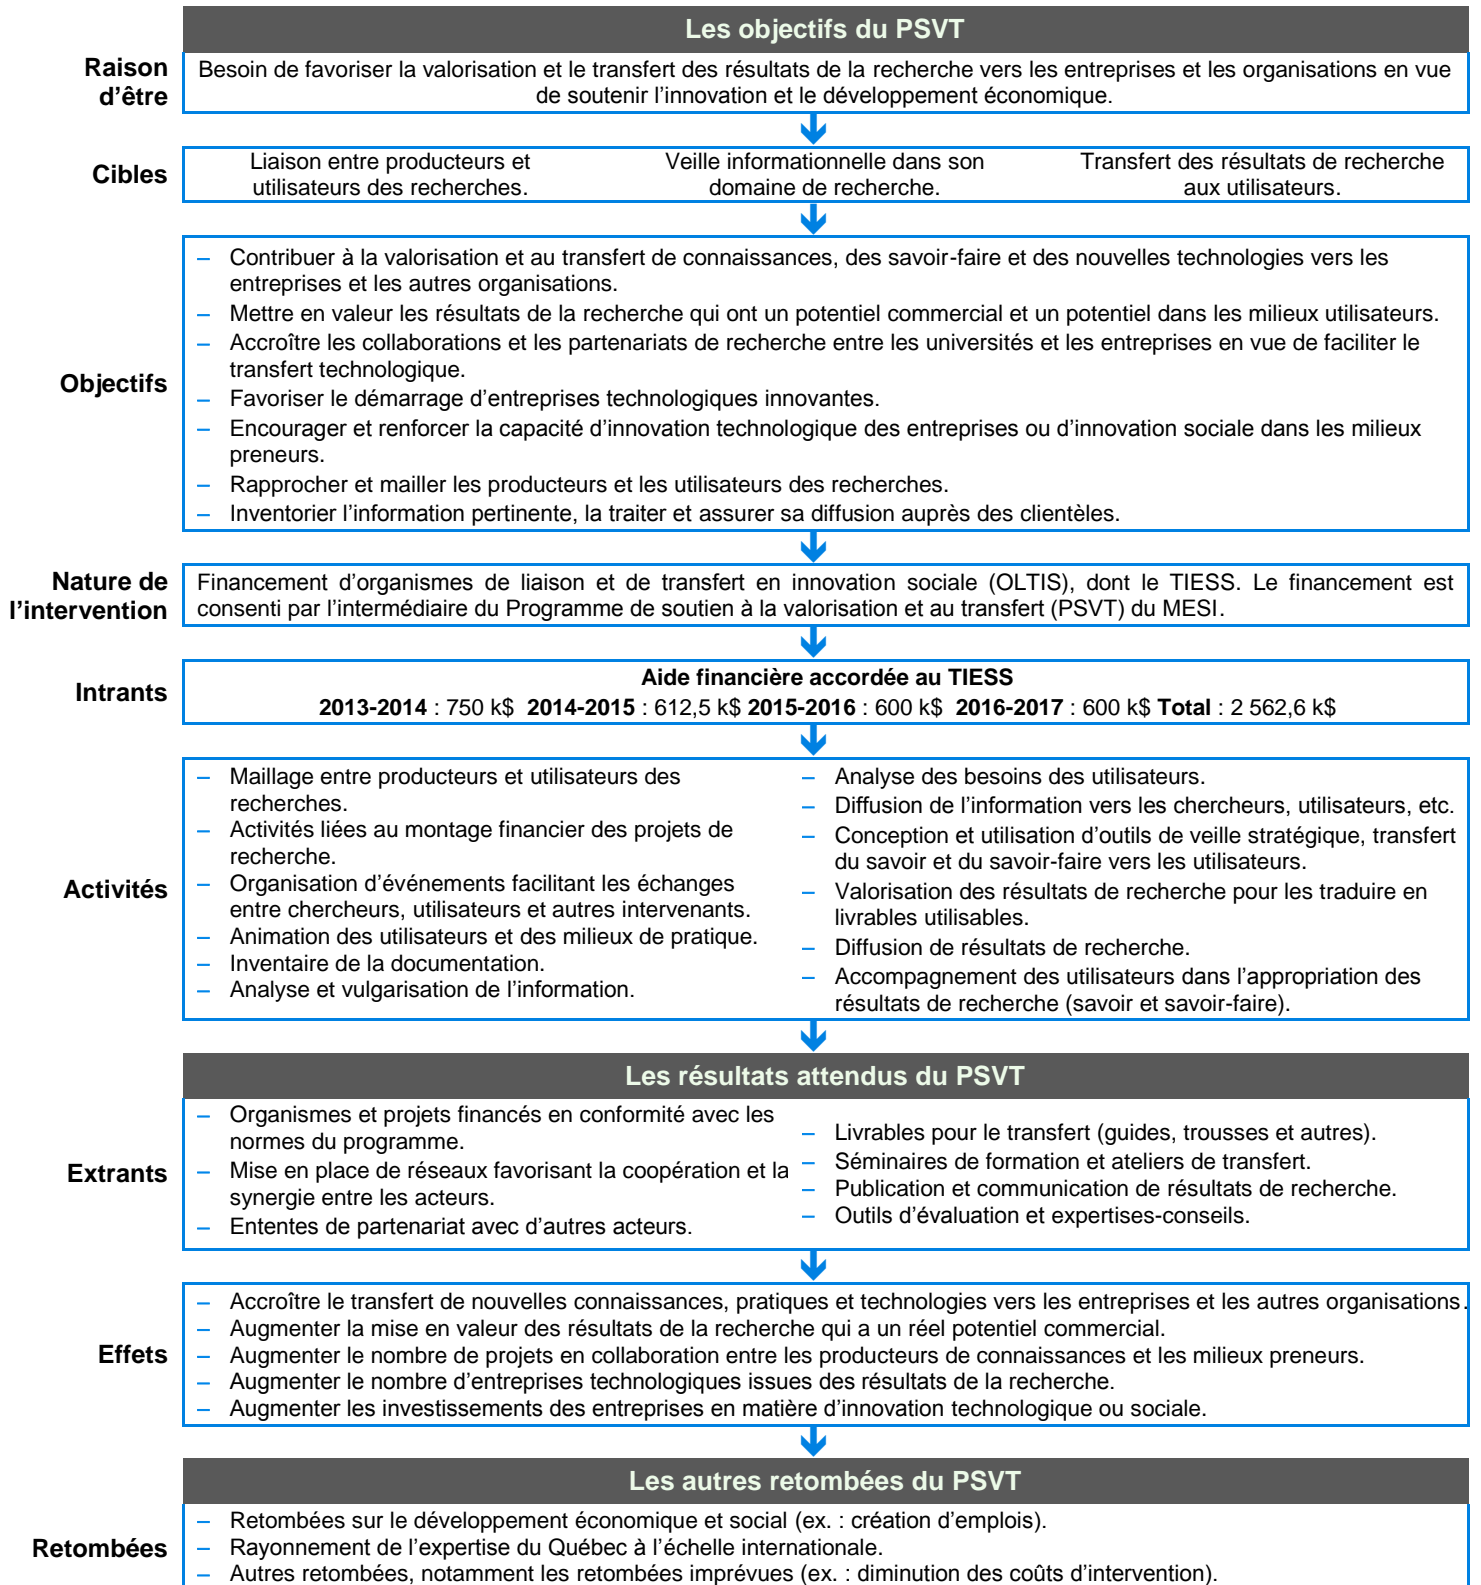 Les objectifs du PSVT
Raison
d’être
Besoin de favoriser la valorisation et le transfert des résultats de la recherche vers les entreprises et les organisations en vue
de soutenir l’innovation et le développement économique.
Cibles
Liaison entre producteurs et
utilisateurs des recherches.
Veille informationnelle dans son
domaine de recherche.
Transfert des résultats de recherche
aux utilisateurs.
Objectifs
– Contribuer à la valorisation et au transfert de connaissances, des savoir-faire et des nouvelles technologies vers les
entreprises et les autres organisations.
– Mettre en valeur les résultats de la recherche qui ont un potentiel commercial et un potentiel dans les milieux utilisateurs.
– Accroître les collaborations et les partenariats de recherche entre les universités et les entreprises en vue de faciliter le
transfert technologique.
– Favoriser le démarrage d’entreprises technologiques innovantes.
– Encourager et renforcer la capacité d’innovation technologique des entreprises ou d’innovation sociale dans les milieux
preneurs.
– Rapprocher et mailler les producteurs et les utilisateurs des recherches.
– Inventorier l’information pertinente, la traiter et assurer sa diffusion auprès des clientèles.
Nature de
l’intervention
Financement d’organismes de liaison et de transfert en innovation sociale (OLTIS), dont le TIESS. Le financement est
consenti par l’intermédiaire du Programme de soutien à la valorisation et au transfert (PSVT) du MESI.
Intrants
Aide financière accordée au TIESS
2013-2014 : 750 k$ 2014-2015 : 612,5 k$ 2015-2016 : 600 k$ 2016-2017 : 600 k$ Total : 2 562,6 k$
Activités
– Maillage entre producteurs et utilisateurs des
recherches.
– Activités liées au montage financier des projets de
recherche.
– Organisation d’événements facilitant les échanges
entre chercheurs, utilisateurs et autres intervenants.
– Animation des utilisateurs et des milieux de pratique.
– Inventaire de la documentation.
– Analyse et vulgarisation de l’information.
– Analyse des besoins des utilisateurs.
– Diffusion de l’information vers les chercheurs, utilisateurs, etc.
– Conception et utilisation d’outils de veille stratégique, transfert
du savoir et du savoir-faire vers les utilisateurs.
– Valorisation des résultats de recherche pour les traduire en
livrables utilisables.
– Diffusion de résultats de recherche.
– Accompagnement des utilisateurs dans l’appropriation des
résultats de recherche (savoir et savoir-faire).
Les résultats attendus du PSVT
Extrants
– Organismes et projets financés en conformité avec les
normes du programme.
– Mise en place de réseaux favorisant la coopération et la
synergie entre les acteurs.
– Ententes de partenariat avec d’autres acteurs.
– Livrables pour le transfert (guides, trousses et autres).
– Séminaires de formation et ateliers de transfert.
– Publication et communication de résultats de recherche.
– Outils d’évaluation et expertises-conseils.
Effets
– Accroître le transfert de nouvelles connaissances, pratiques et technologies vers les entreprises et les autres organisations.
– Augmenter la mise en valeur des résultats de la recherche qui a un réel potentiel commercial.
– Augmenter le nombre de projets en collaboration entre les producteurs de connaissances et les milieux preneurs.
– Augmenter le nombre d’entreprises technologiques issues des résultats de la recherche.
– Augmenter les investissements des entreprises en matière d’innovation technologique ou sociale.
Les autres retombées du PSVT
Retombées
– Retombées sur le développement économique et social (ex. : création d’emplois).
– Rayonnement de l’expertise du Québec à l’échelle internationale.
– Autres retombées, notamment les retombées imprévues (ex. : diminution des coûts d’intervention).